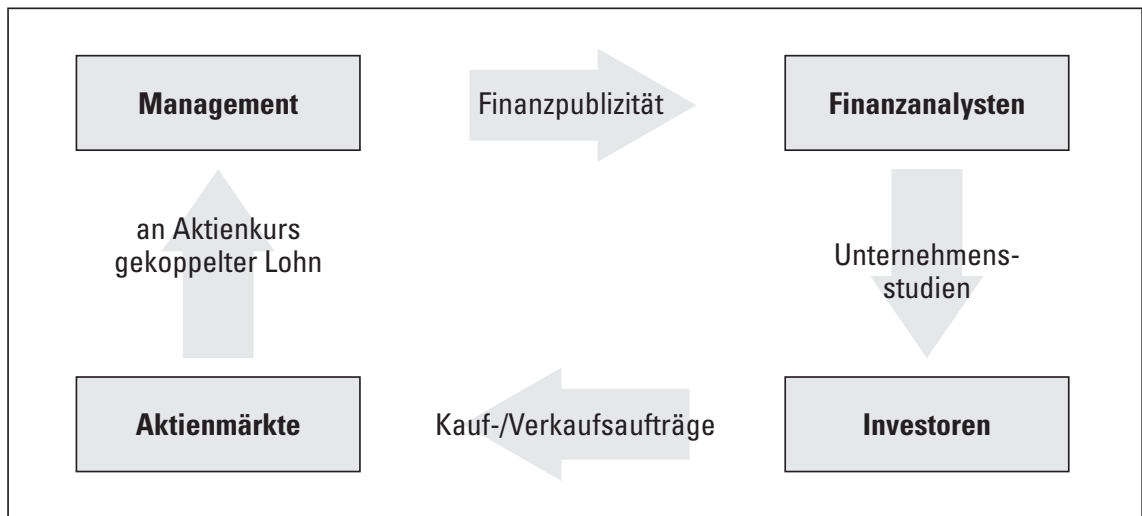 Management
Finanzpublizität
Finanzanalysten
an Aktienkurs
gekoppelter Lohn
Unternehmens-
studien
Aktienmärkte
Kauf-/Verkaufsaufträge
Investoren